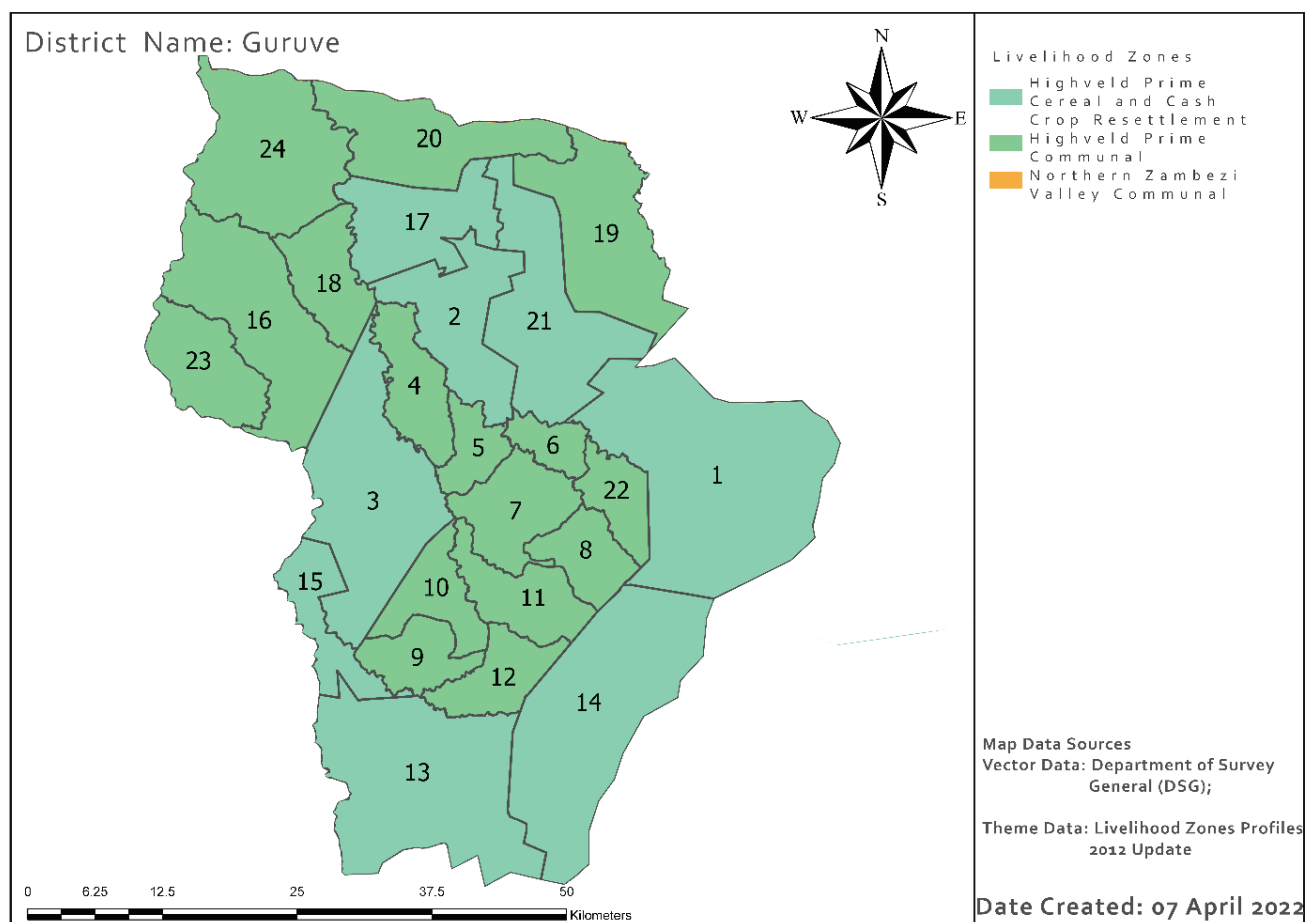 District Name: Guruve
N
W
E
S
24
20
17
19
18
16
2
21
23
4
5
6
1
3
22
7
8
15
10
11
9
12
14
13
0
6.25
12.5
25
37.5
50
Kilometers
Livelihood Zones
Highveld Prime
Cereal and Cash
Crop Resettlement
Highveld Prime
Communal
Northern Zambezi
Valley Communal
Map Data Sources
Vector Data: Department of Survey
General (DSG);
Theme Data: Livelihood Zones Profiles
2012 Update
Date Created: 07 April 2022